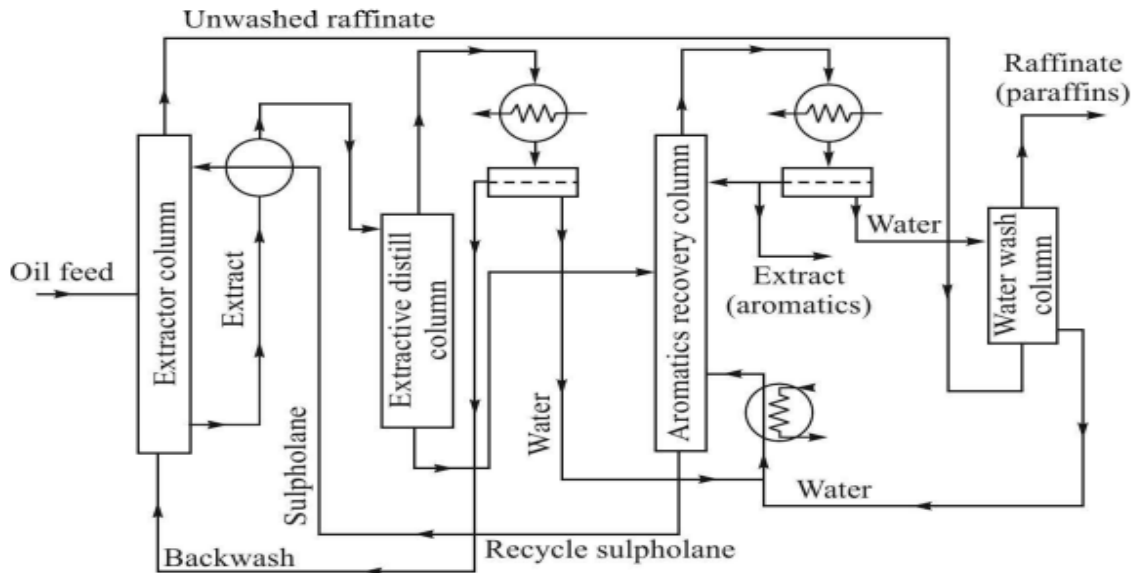 Unwashed raffinate
Raffinate
(paraffins)
Oil feed
Extractor column
Extract
Sulpholane
Extractive distill
column
Water
Aromatics recovery column
Extract
(aromatics)
Water
Water wash
column
Water
Backwash
Recycle sulpholane